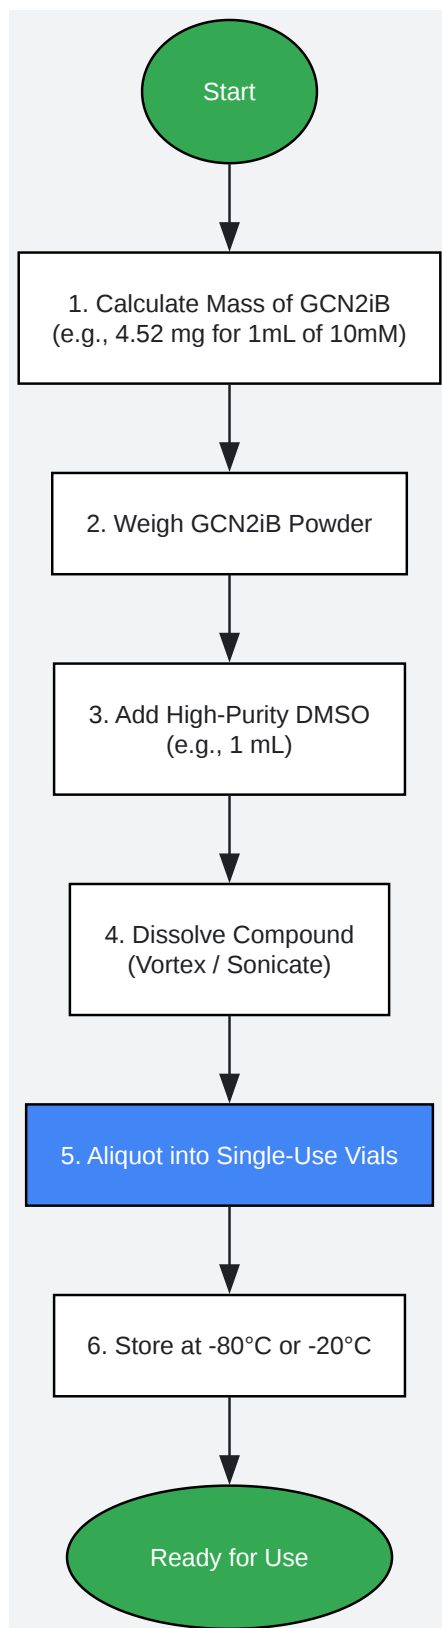 Start
1. Calculate Mass of GCN2iB
(e.g., 4.52 mg for 1mL of 10mM)
2. Weigh GCN2iB Powder
3. Add High-Purity DMSO
(e.g., 1 mL)
4. Dissolve Compound
(Vortex / Sonicate)
5. Aliquot into Single-Use Vials
6. Store at -80°C or -20°C
Ready for Use